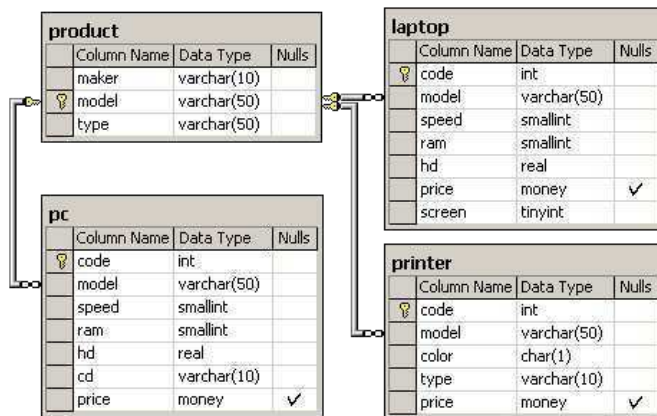 product
Column Name Data Type Nulls
maker varchar(10)
model varchar(50)
type varchar(50)
laptop
Column Name Data Type Nulls
code int
model varchar(50)
speed smallint
ram smallint
hd real
price money
screen tinyint
pc
Column Name Data Type Nulls
code int
model varchar(50)
speed smallint
ram smallint
hd real
cd varchar(10)
price money
printer
Column Name Data Type Nulls
code int
model varchar(50)
color char(1)
type varchar(10)
price money